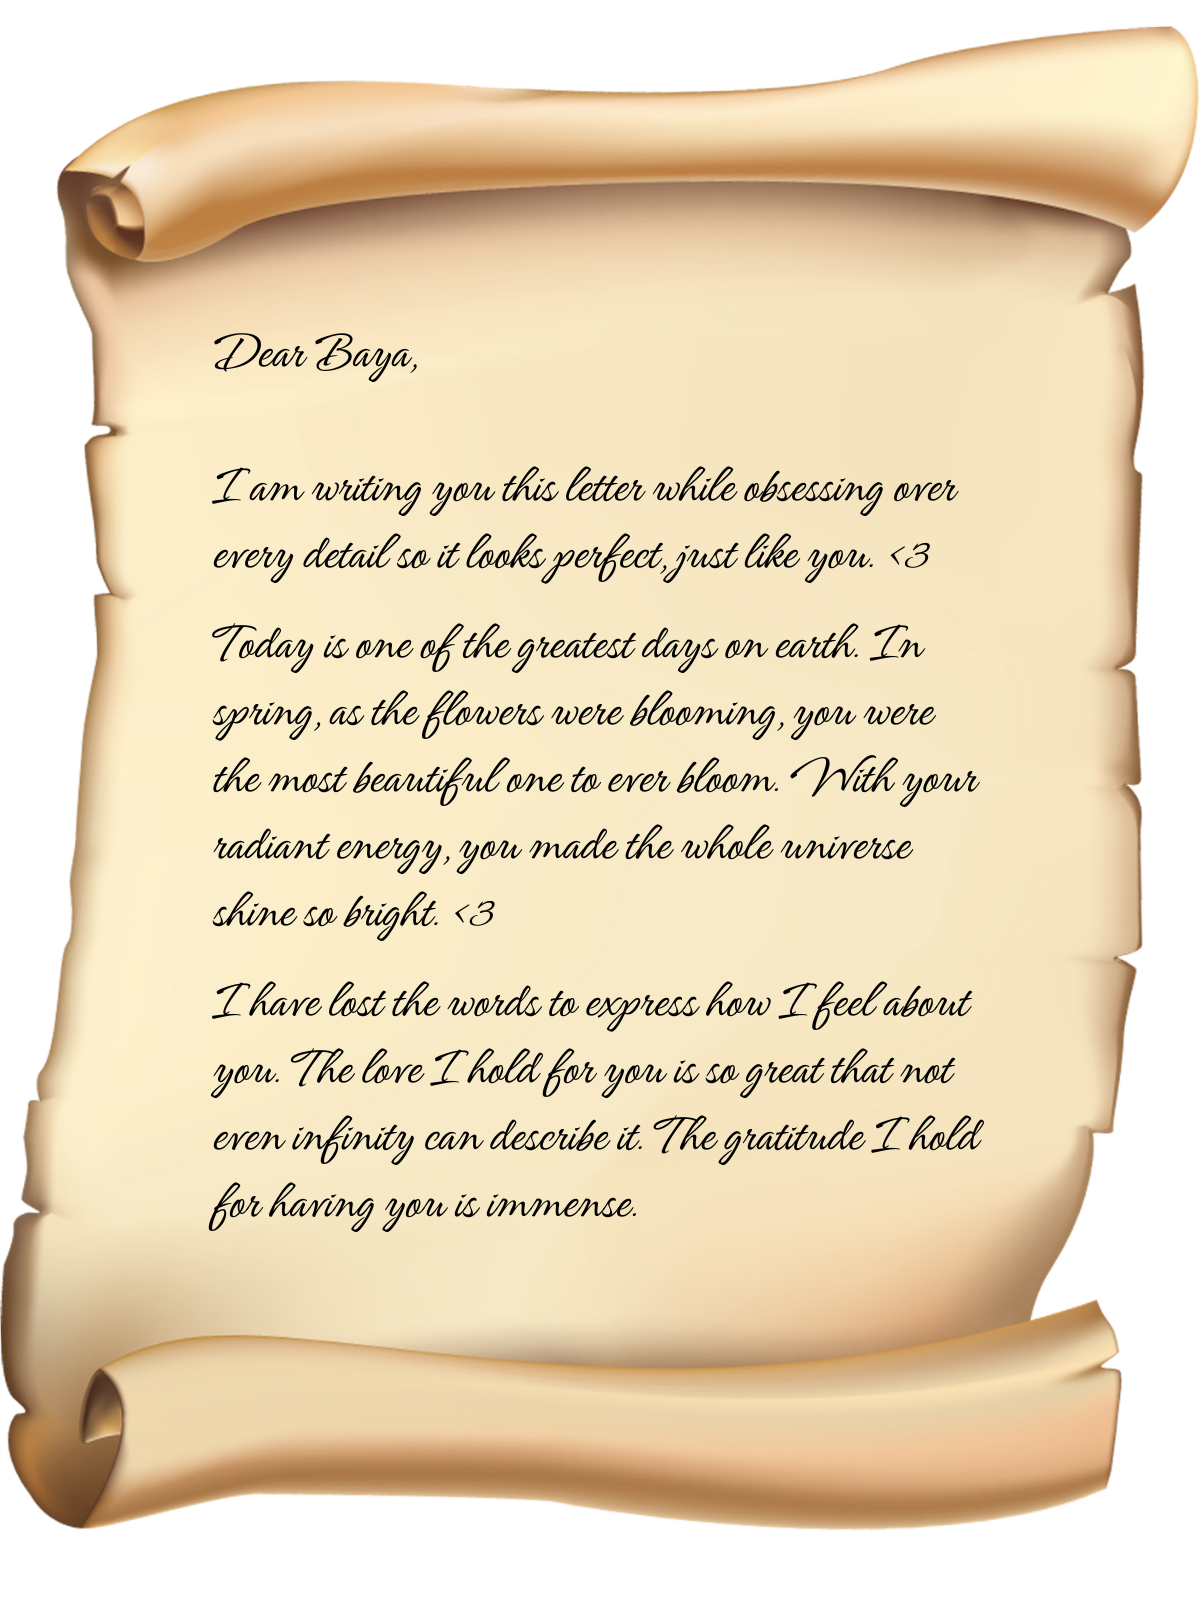 Dear Baya,
I am writing you this letter while obsessing over
every detail so it looks perfect, just like you. <3
Today is one of the greatest days on earth. In
spring, as the flowers were blooming, you were
the most beautiful one to ever bloom. With your
radiant energy, you made the whole universe
shine so bright. <3
I have lost the words to express how I feel about
you. The love I hold for you is so great that not
even infinity can describe it. The gratitude I hold
for having you is immense.